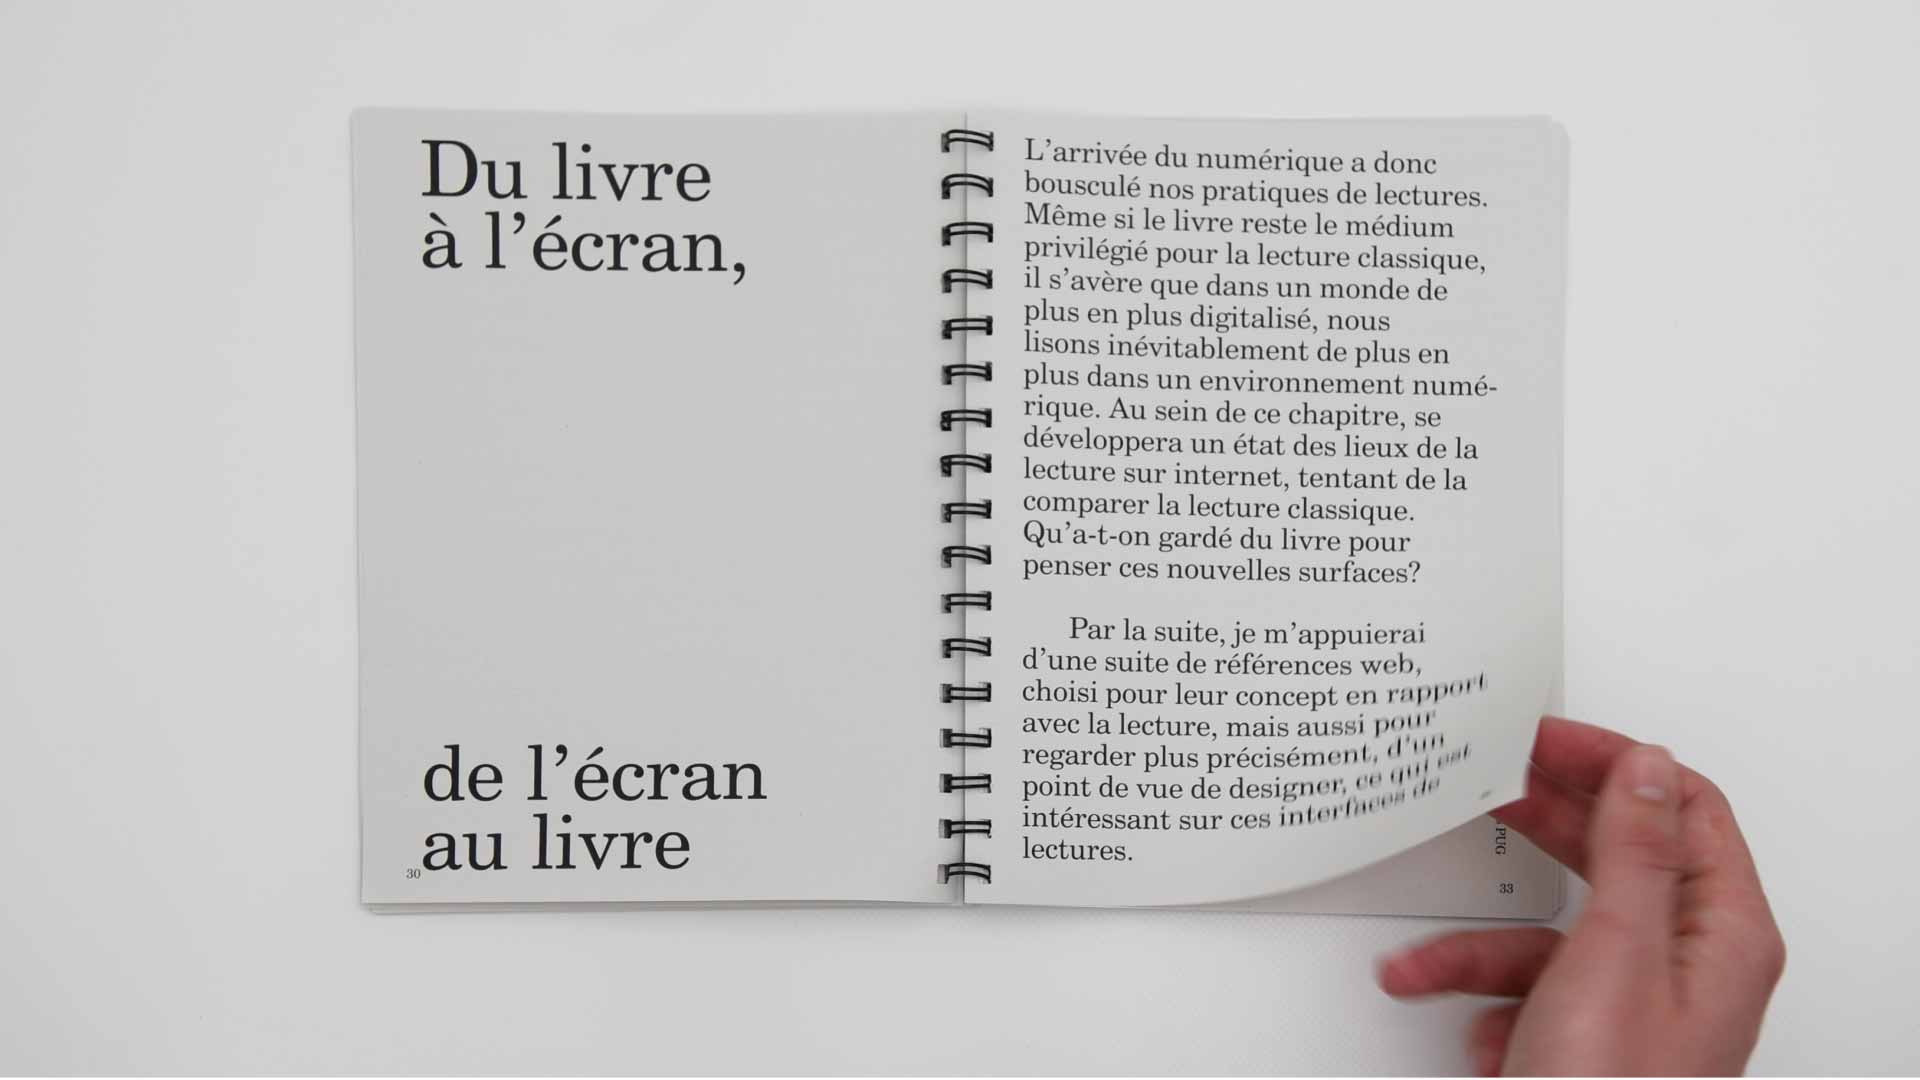 Du livre
à l’écran,
de l’écran
au livre
30
L’arrivée du numérique a donc
bousculé nos pratiques de lectures.
Même si le livre reste le médium
privilégié pour la lecture classique,
il s’avère que dans un monde de
plus en plus digitalisé, nous
lisons inévitablement de plus en
plus dans un environnement numé-
rique. Au sein de ce chapitre, se
développera un état des lieux de la
lecture sur internet, tentant de la
comparer la lecture classique.
Qu’a-t-on gardé du livre pour
penser ces nouvelles surfaces?
Par la suite, je m’appuierai
d’une suite de références web,
choisi pour leur concept en rapport
avec la lecture, mais aussi pour
regarder plus précisément, d’un
point de vue de designer, ce qui est
intéressant sur ces interfaces de
lectures.
PUG
33